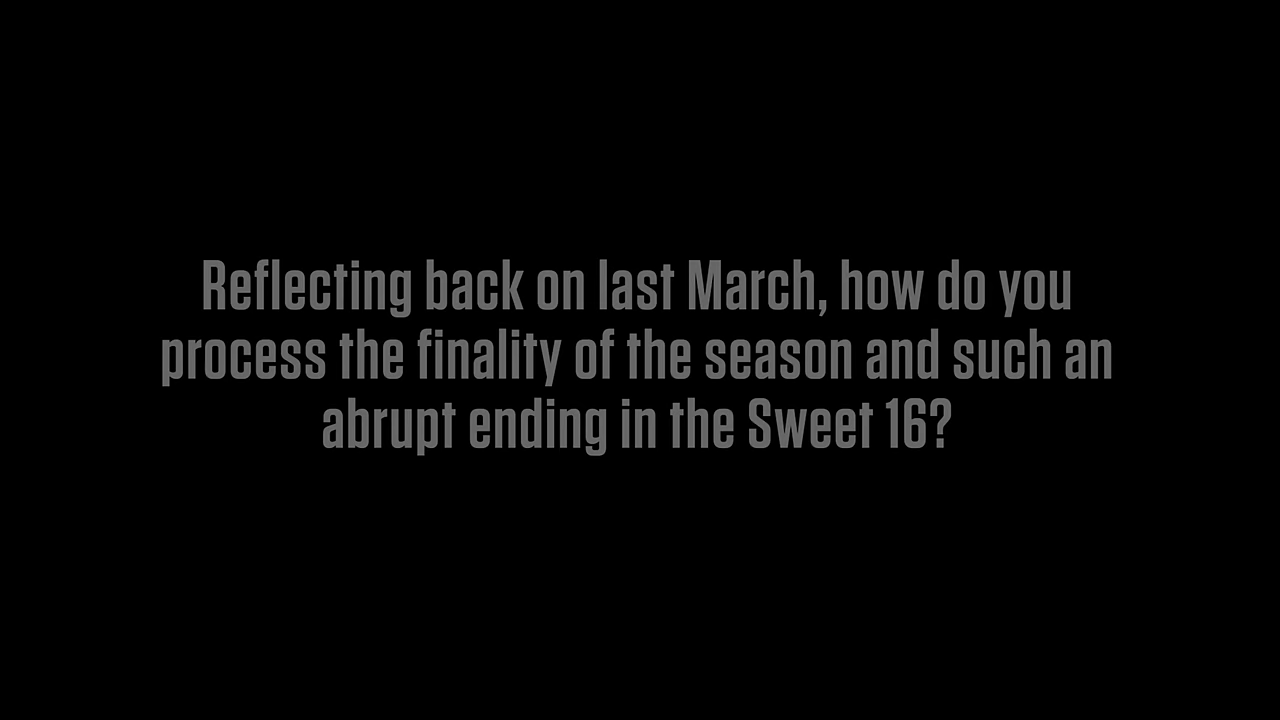 Reflecting back on last March, how do you
process the finality of the season and such an
abrupt ending in the Sweet 16?